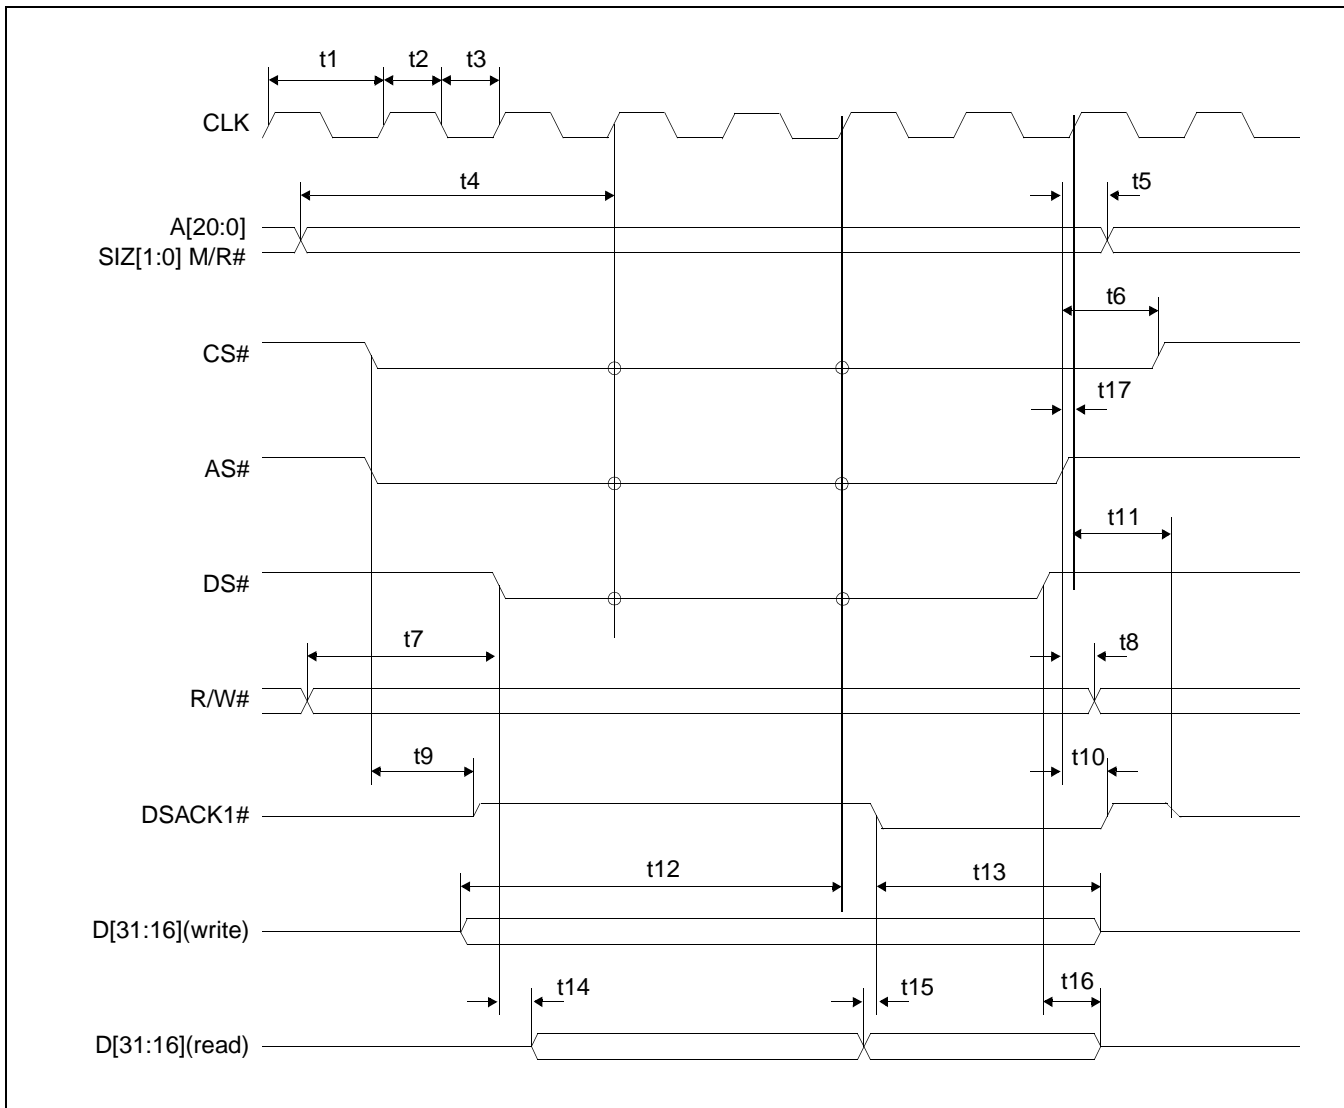 t1 t2 t3
CLK
t4 t5
A[20:0]
SIZ[1:0] M/R#
t6
CS#
t17
AS#
t11
DS#
t7 t8
R/W#
t9 t10
DSACK1#
t12 t13
D[31:16](write)
t14 t15 t16
D[31:16](read)